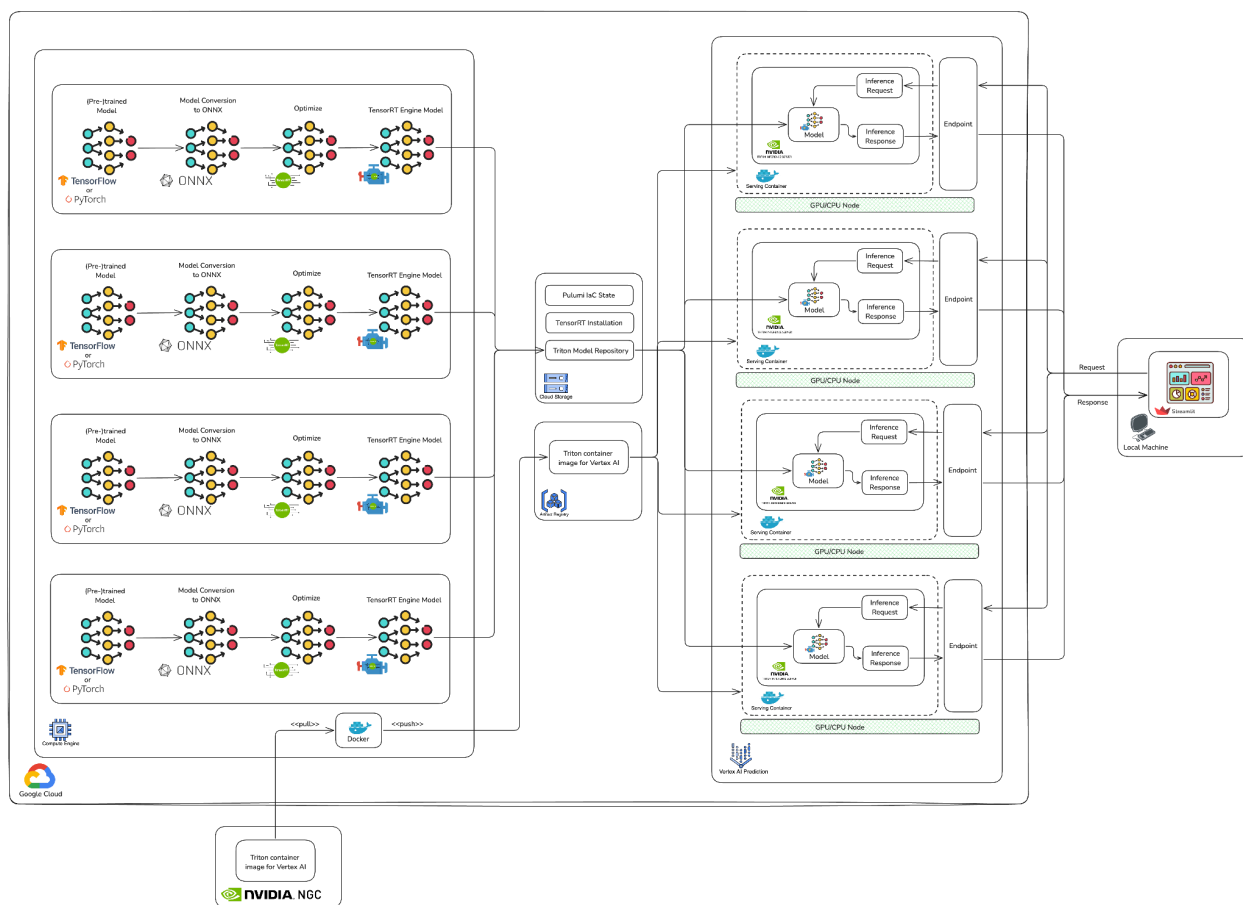 (Pre-)trained
Model
Model Conversion
to ONNX
Optimize
TensorRT Engine Model
TensorFlow
or
PyTorch
ONNX
(Pre-)trained
Model
Model Conversion
to ONNX
Optimize
TensorRT Engine Model
TensorFlow
or
PyTorch
ONNX
(Pre-)trained
Model
Model Conversion
to ONNX
Optimize
TensorRT Engine Model
TensorFlow
or
PyTorch
ONNX
(Pre-)trained
Model
Model Conversion
to ONNX
Optimize
TensorRT Engine Model
TensorFlow
or
PyTorch
ONNX
Compute Engine
<<pull>>
Docker
<<push>>
Google Cloud
Triton container
image for Vertex AI
NVIDIA. NGC
Pulumi IaC State
TensorRT Installation
Triton Model Repository
Cloud Storage
Triton container
image for Vertex AI
Artifact Registry
Inference
Request
Model
Inference
Response
NVIDIA
Serving Container
Endpoint
GPU/CPU Node
Inference
Request
Model
Inference
Response
NVIDIA
Serving Container
Endpoint
GPU/CPU Node
Inference
Request
Model
Inference
Response
NVIDIA
Serving Container
Endpoint
GPU/CPU Node
Inference
Request
Model
Inference
Response
NVIDIA
Serving Container
Endpoint
GPU/CPU Node
Vertex AI Prediction
Request
Response
Streamlit
Local Machine